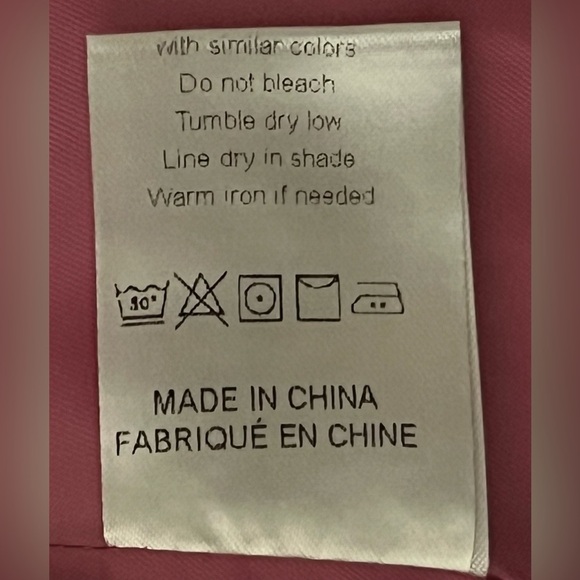 with similar colors
Do not bleach
Tumble dry low
Line dry in shade
Warm iron if needed
30°
MADE IN CHINA
FABRIQUÉ EN CHINE